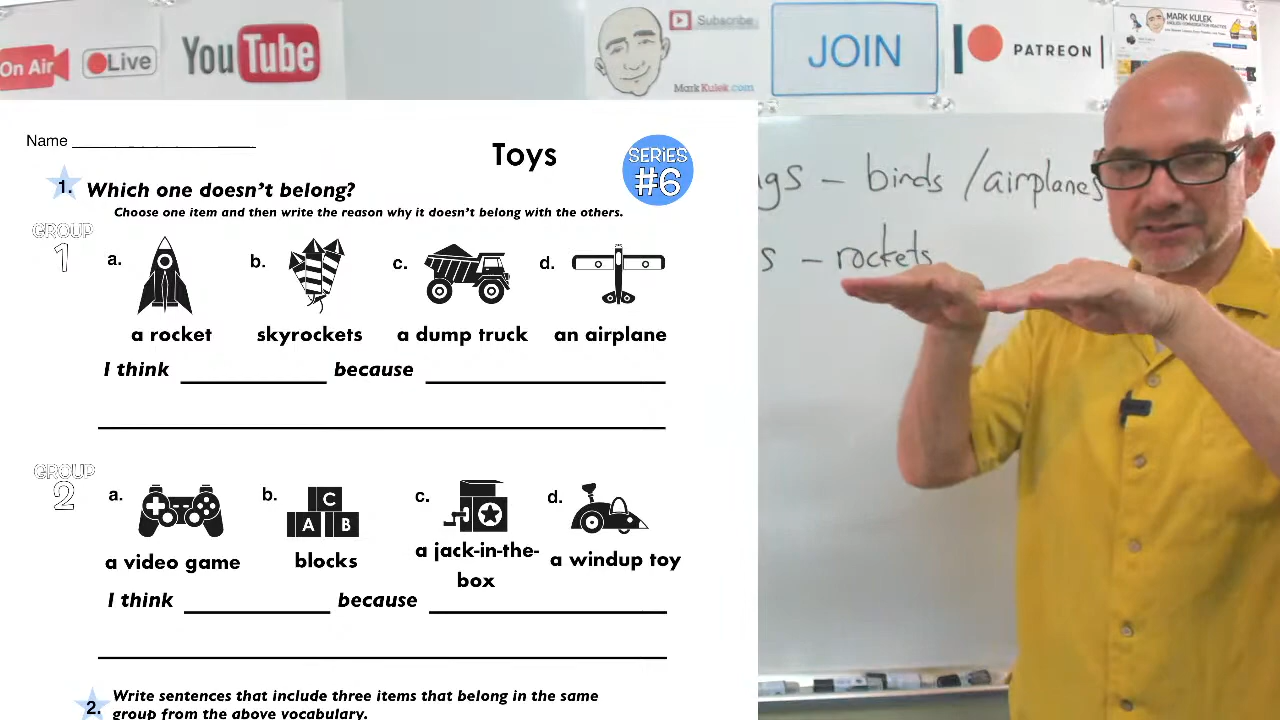 On Air
Live
YouTube
Subscribe
MarkKulek.com
JOIN
PATREON
MARK KULEK
Name
Toys
SERIES
#6
1. Which one doesn't belong?
Choose one item and then write the reason why it doesn't belong with the others.
GROUP
1
a. b. c. d.
a rocket skyrockets a dump truck an airplane
I think because
GROUP
2
a. b. c. d.
C
A B
a video game blocks a jack-in-the-box a windup toy
I think because
2. Write sentences that include three items that belong in the same
group from the above vocabulary.
– birds / airplanes
– rockets